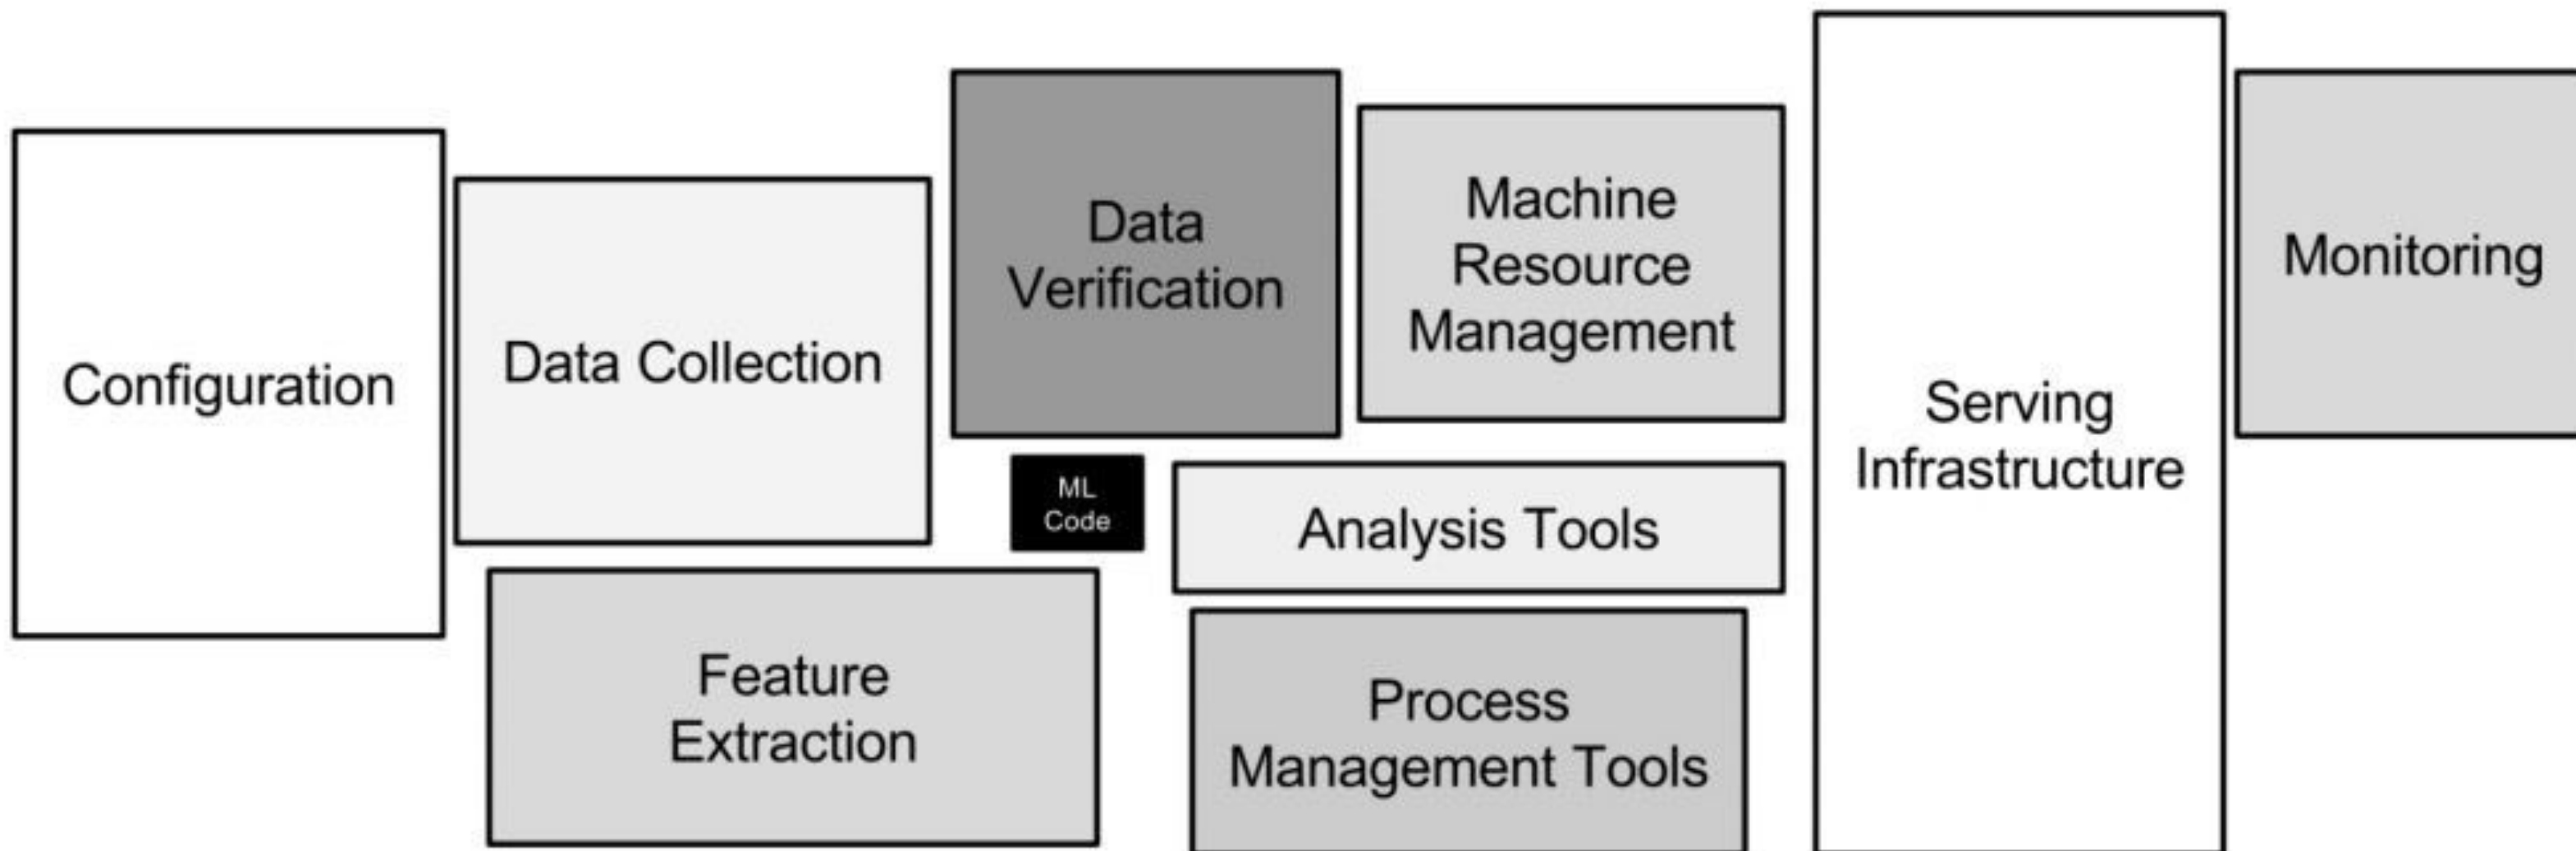 Configuration
Data Collection
Feature
Extraction
Data
Verification
ML
Code
Machine
Resource
Management
Analysis Tools
Process
Management Tools
Serving
Infrastructure
Monitoring